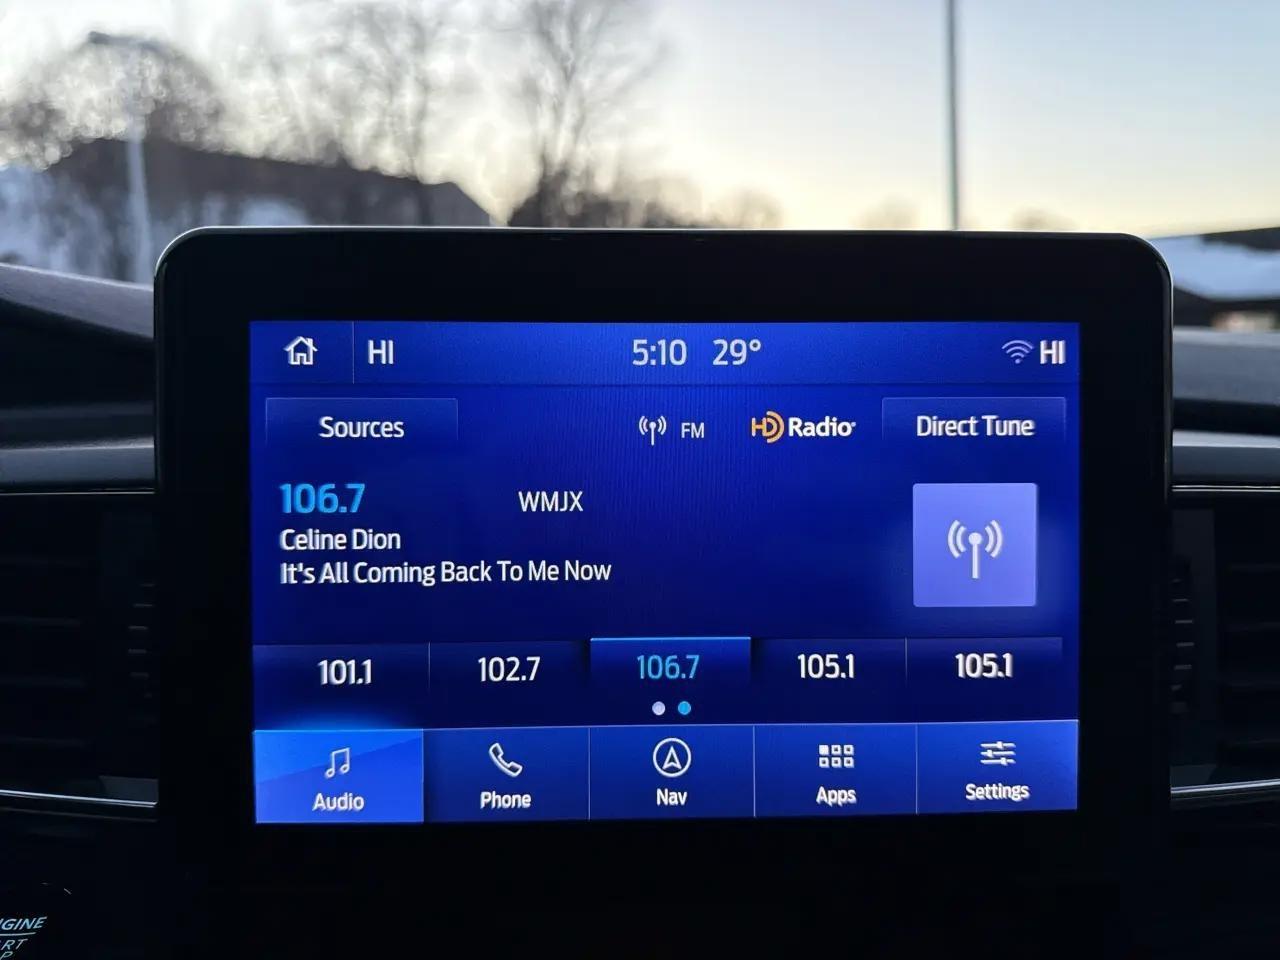 HI 5:10 29° HI
Sources FM HD Radio Direct Tune
106.7 WMJX
Celine Dion
It's All Coming Back To Me Now
101.1 102.7 106.7 105.1 105.1
Audio Phone Nav Apps Settings